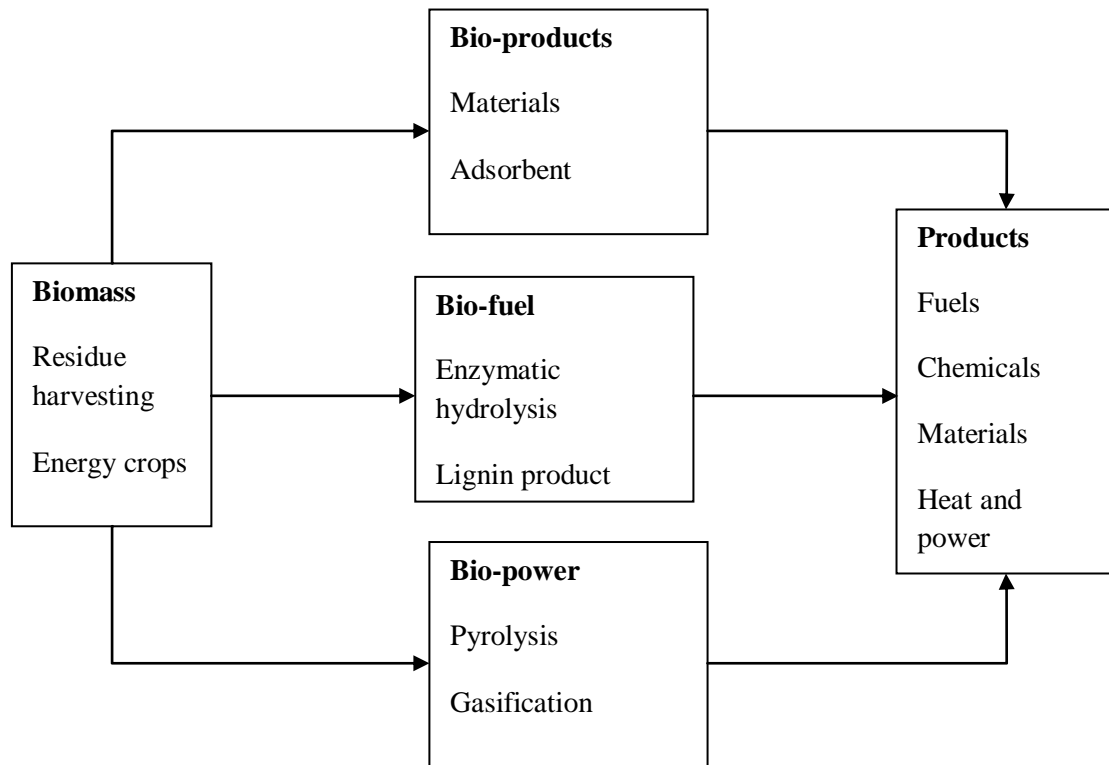 Bio-products
Materials
Adsorbent
Biomass
Residue
harvesting
Energy crops
Bio-fuel
Enzymatic
hydrolysis
Lignin product
Bio-power
Pyrolysis
Gasification
Products
Fuels
Chemicals
Materials
Heat and
power